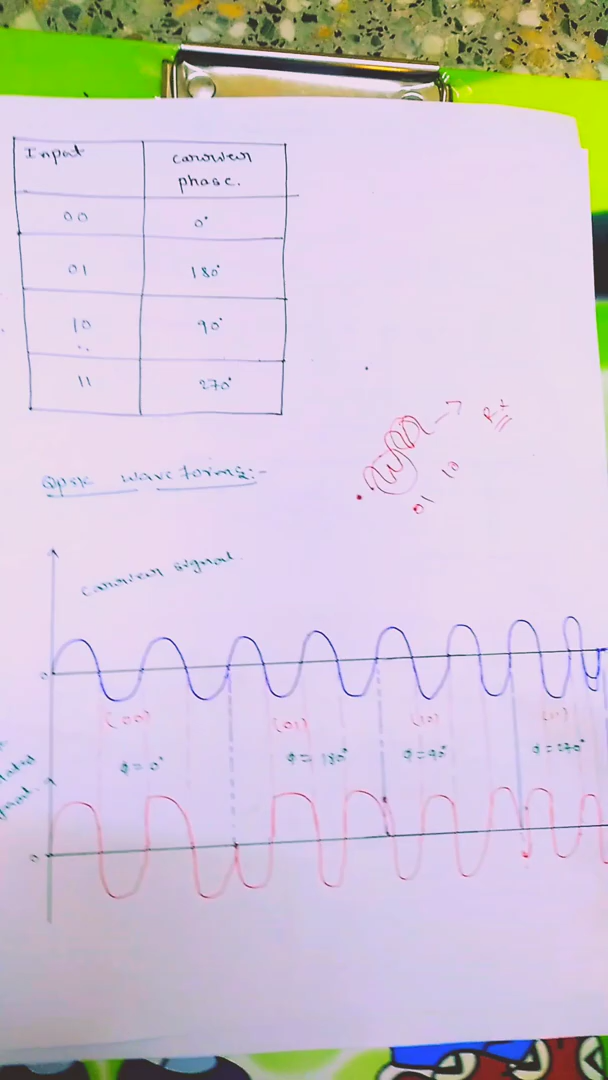 Input
carrier
phase.
00
0°
01
180°
10
90°
11
270°
Qpsk waveforms:-
01 10
carrier signal.
0
(00)
(01)
(10)
(11)
φ = 0°
φ = 180°
φ = 90°
φ = 270°
0